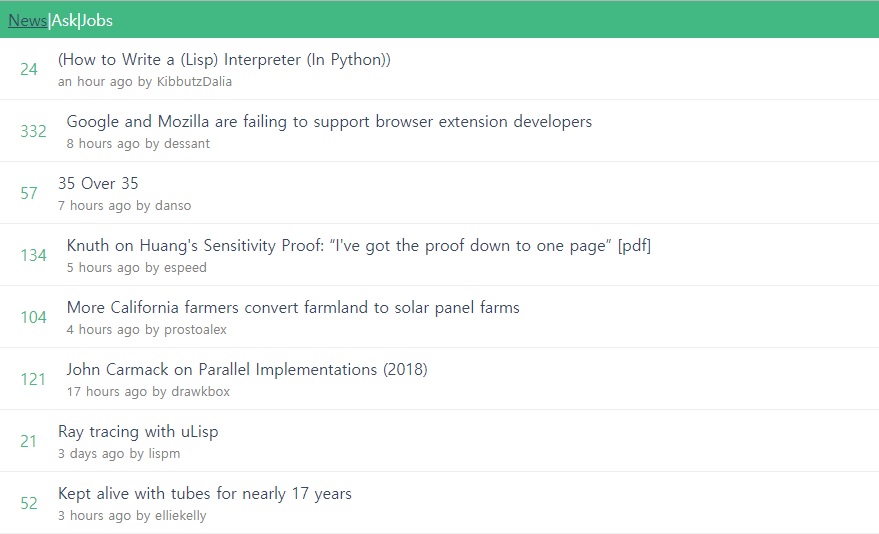 News|Ask|Jobs
24
(How to Write a (Lisp) Interpreter (In Python))
an hour ago by KibbutzDalia
332
Google and Mozilla are failing to support browser extension developers
8 hours ago by dessant
57
35 Over 35
7 hours ago by danso
134
Knuth on Huang's Sensitivity Proof: “I've got the proof down to one page” [pdf]
5 hours ago by espeed
104
More California farmers convert farmland to solar panel farms
4 hours ago by prostoalex
121
John Carmack on Parallel Implementations (2018)
17 hours ago by drawkbox
21
Ray tracing with uLisp
3 days ago by lispm
52
Kept alive with tubes for nearly 17 years
3 hours ago by elliekelly